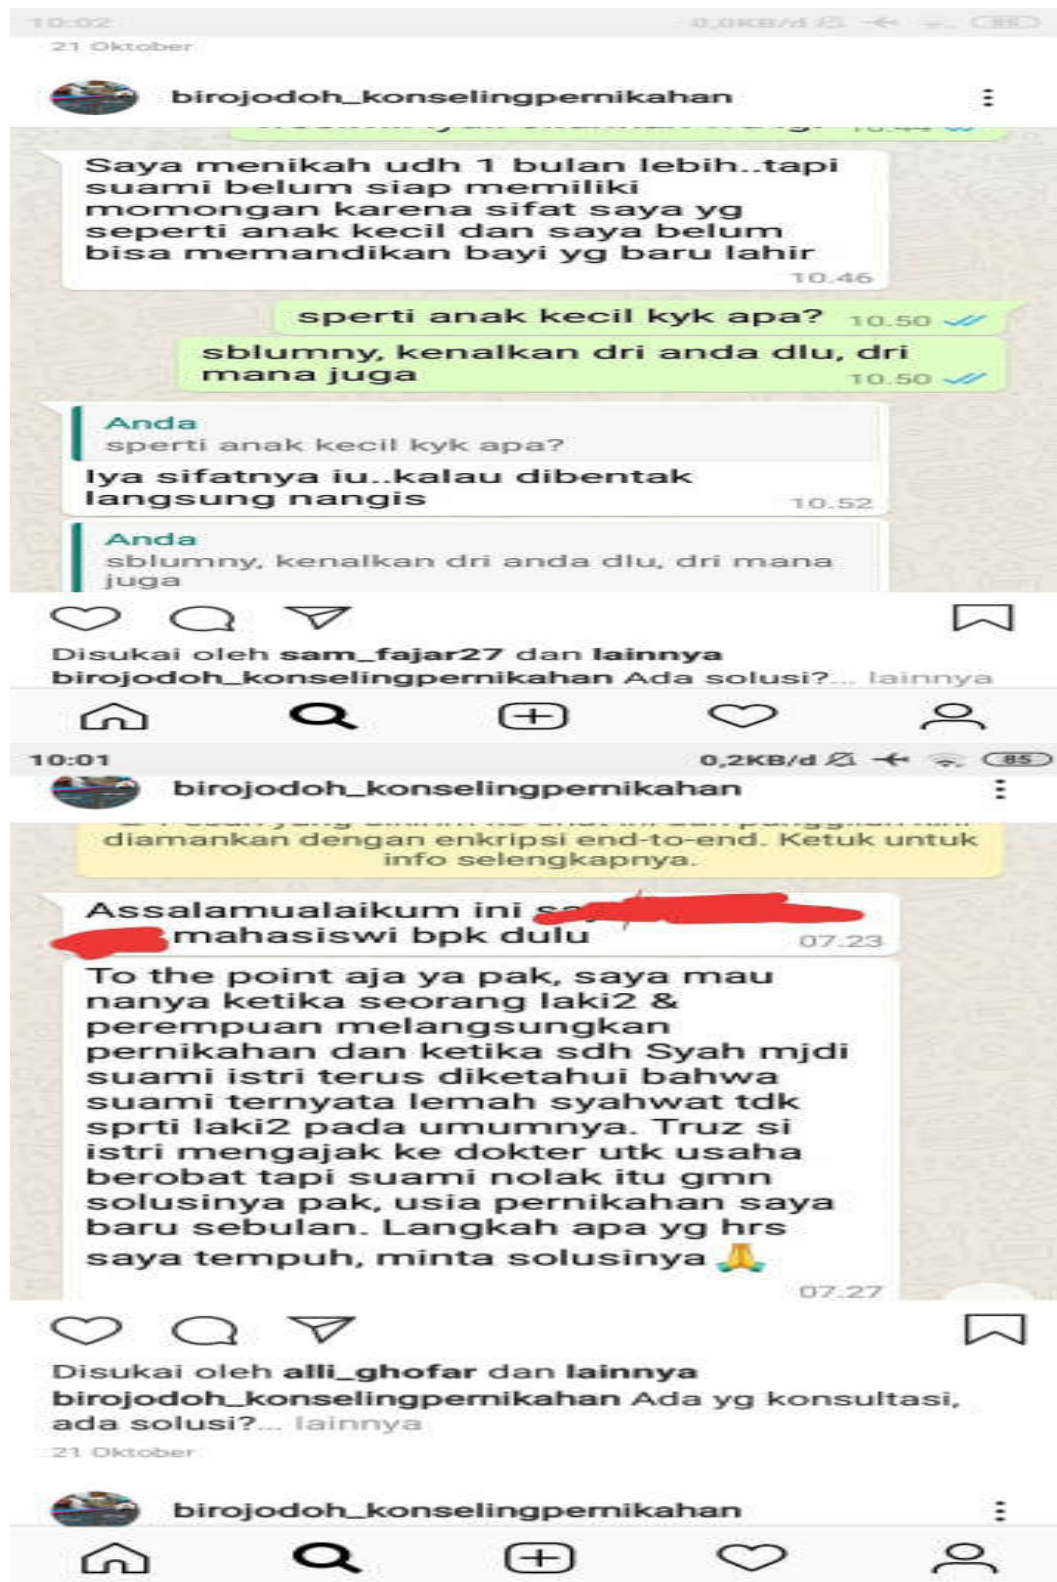 10:02
0,0KB/d
85
21 Oktober
birojodoh_konselingpernikahan
10.44
Saya menikah udh 1 bulan lebih..tapi
suami belum siap memiliki
momongan karena sifat saya yg
seperti anak kecil dan saya belum
bisa memandikan bayi yg baru lahir
10.46
sperti anak kecil kyk apa? 10.50
sblumny, kenalkan dri anda dlu, dri
mana juga
10.50
Anda
sperti anak kecil kyk apa?
Iya sifatnya iu..kalau dibentak
langsung nangis
10.52
Anda
sblumny, kenalkan dri anda dlu, dri mana
juga
Disukai oleh sam_fajar27 dan lainnya
birojodoh_konselingpernikahan Ada solusi?... lainnya
10:01
0,2KB/d
85
birojodoh_konselingpernikahan
diamankan dengan enkripsi end-to-end. Ketuk untuk
info selengkapnya.
Assalamualaikum ini
mahasiswi bpk dulu
07.23
To the point aja ya pak, saya mau
nanya ketika seorang laki2 &
perempuan melangsungkan
pernikahan dan ketika sdh Syah mjdi
suami istri terus diketahui bahwa
suami ternyata lemah syahwat tdk
sprti laki2 pada umumnya. Truz si
istri mengajak ke dokter utk usaha
berobat tapi suami nolak itu gmn
solusinya pak, usia pernikahan saya
baru sebulan. Langkah apa yg hrs
saya tempuh, minta solusinya 🙏
07.27
Disukai oleh alli_ghofar dan lainnya
birojodoh_konselingpernikahan Ada yg konsultasi,
ada solusi?... lainnya
21 Oktober
birojodoh_konselingpernikahan